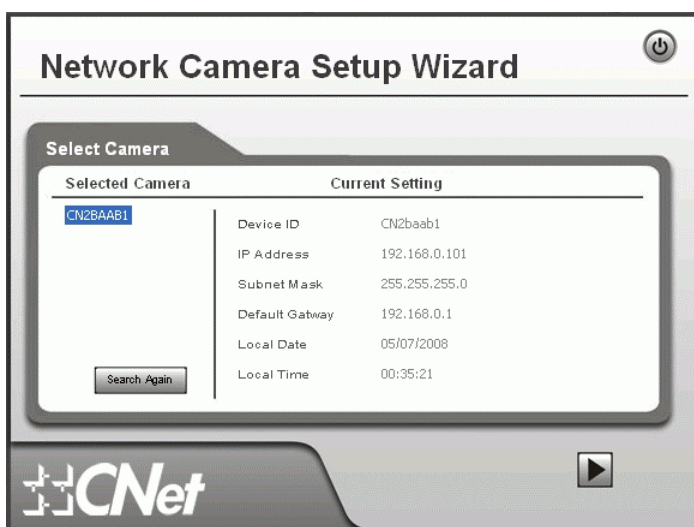 Network Camera Setup Wizard
Select Camera
Selected Camera Current Setting
CN2BAAB1
Device ID CN2baab1
IP Address 192.168.0.101
Subnet Mask 255.255.255.0
Default Gatway 192.168.0.1
Local Date 05/07/2008
Local Time 00:35:21
Search Again
CNet